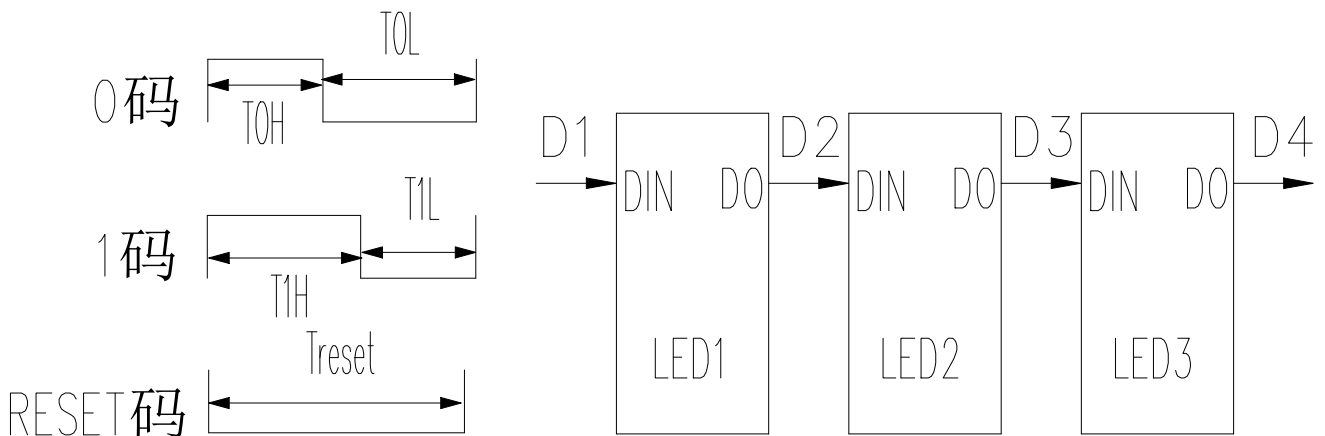 T0L
0码
T0H
T1L
1码
T1H
Treset
RESET码
D1
DIN DO
LED1
D2
DIN DO
LED2
D3
DIN DO
LED3
D4